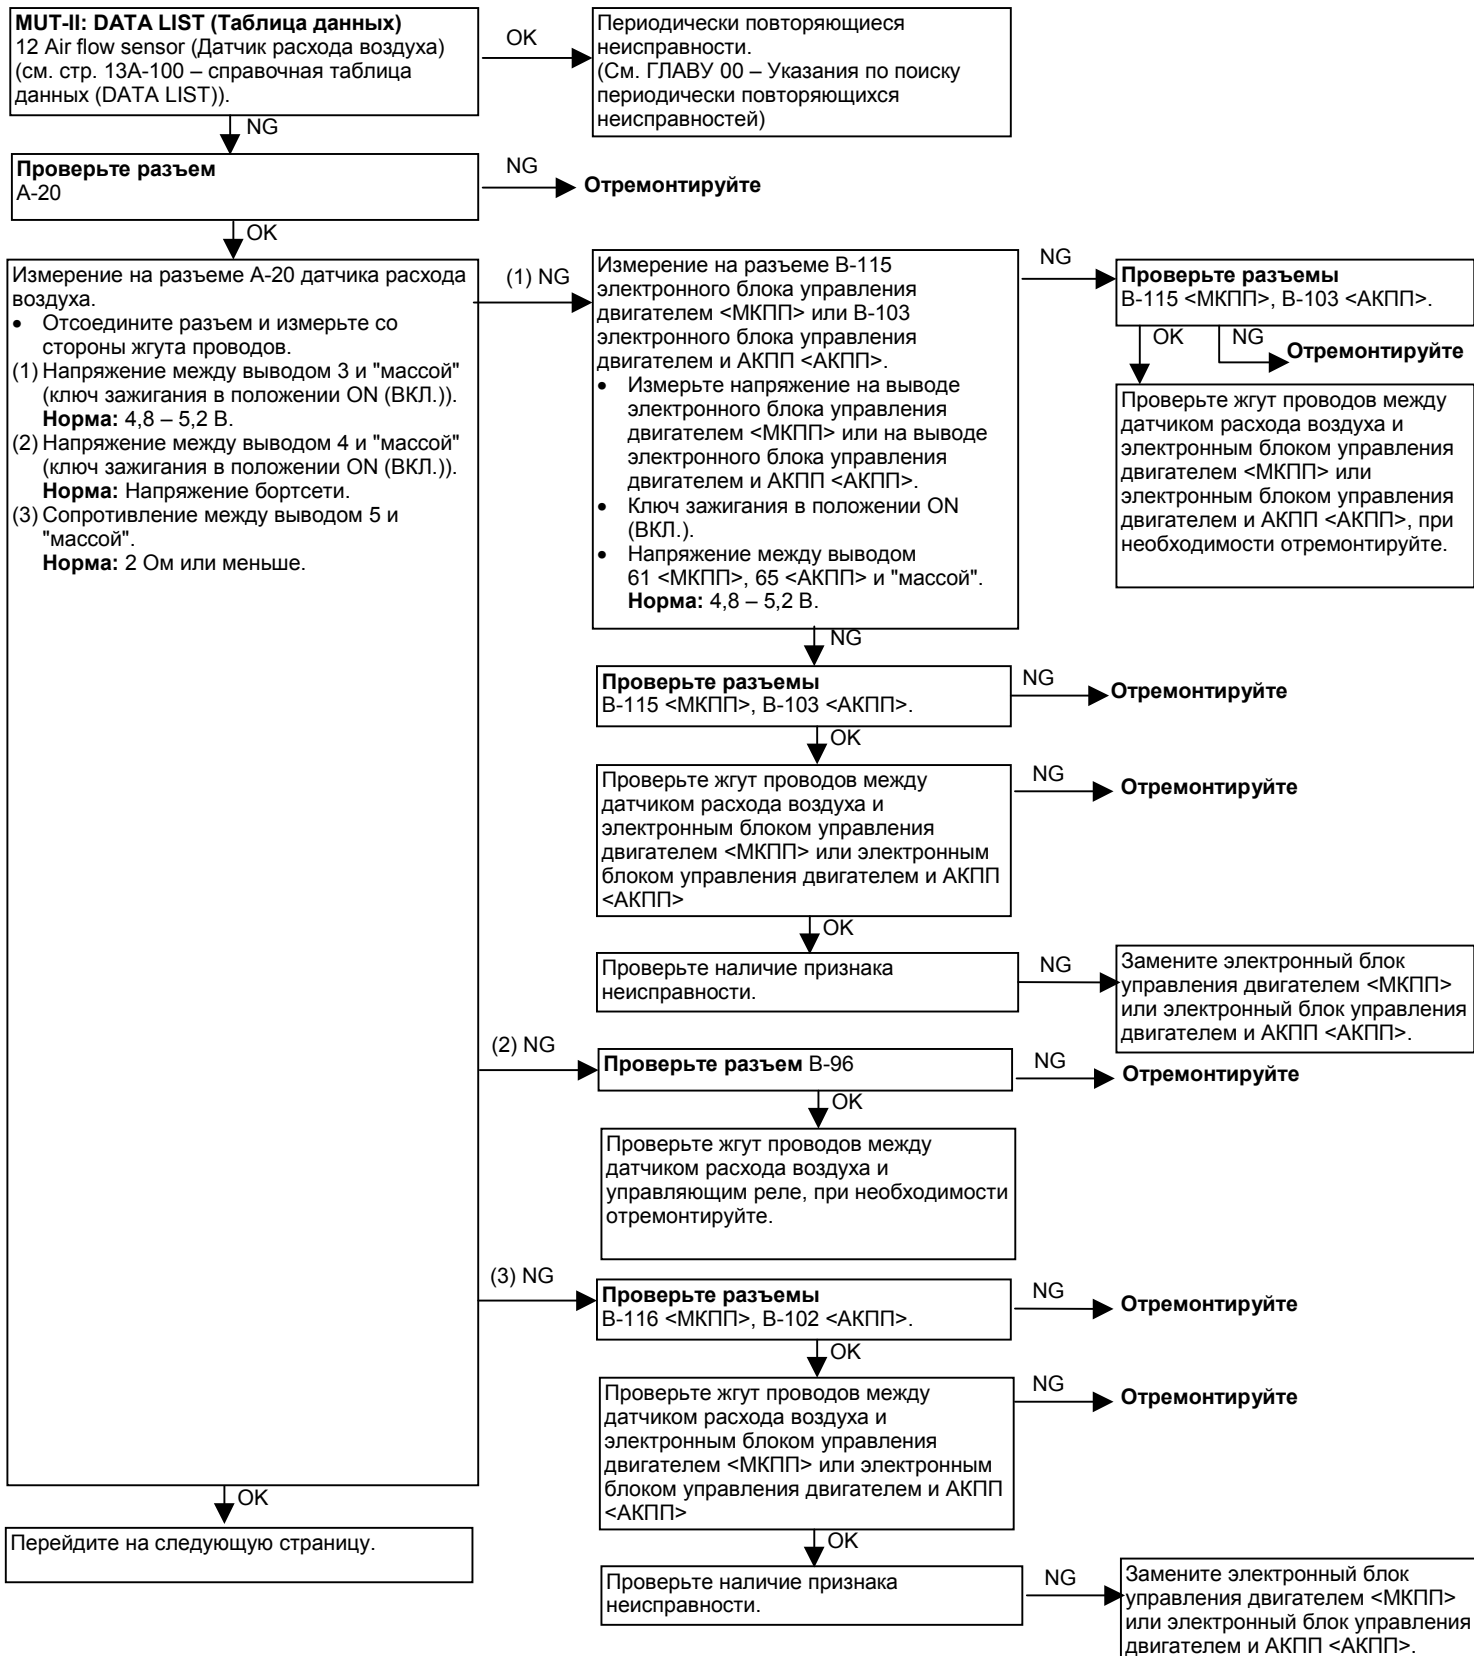 MUT-II: DATA LIST (Таблица данных)
12 Air flow sensor (Датчик расхода воздуха)
(см. стр. 13A-100 – справочная таблица
данных (DATA LIST)).
OK
Периодически повторяющиеся
неисправности.
(См. ГЛАВУ 00 – Указания по поиску
периодически повторяющихся
неисправностей)
NG
Проверьте разъем
A-20
NG
Отремонтируйте
OK
Измерение на разъеме A-20 датчика расхода
воздуха.
• Отсоедините разъем и измерьте со
стороны жгута проводов.
(1) Напряжение между выводом 3 и "массой"
(ключ зажигания в положении ON (ВКЛ.)).
Норма: 4,8 – 5,2 В.
(2) Напряжение между выводом 4 и "массой"
(ключ зажигания в положении ON (ВКЛ.)).
Норма: Напряжение бортсети.
(3) Сопротивление между выводом 5 и
"массой".
Норма: 2 Ом или меньше.
(1) NG
Измерение на разъеме B-115
электронного блока управления
двигателем <МКПП> или B-103
электронного блока управления
двигателем и АКПП <АКПП>.
• Измерьте напряжение на выводе
электронного блока управления
двигателем <МКПП> или на выводе
электронного блока управления
двигателем и АКПП <АКПП>.
• Ключ зажигания в положении ON
(ВКЛ.).
• Напряжение между выводом
61 <МКПП>, 65 <АКПП> и "массой".
Норма: 4,8 – 5,2 В.
NG
Проверьте разъемы
B-115 <МКПП>, B-103 <АКПП>.
OK
NG
Отремонтируйте
Проверьте жгут проводов между
датчиком расхода воздуха и
электронным блоком управления
двигателем <МКПП> или
электронным блоком управления
двигателем и АКПП <АКПП>, при
необходимости отремонтируйте.
NG
Проверьте разъемы
B-115 <МКПП>, B-103 <АКПП>.
NG
Отремонтируйте
OK
Проверьте жгут проводов между
датчиком расхода воздуха и
электронным блоком управления
двигателем <МКПП> или электронным
блоком управления двигателем и АКПП
<АКПП>
NG
Отремонтируйте
OK
Проверьте наличие признака
неисправности.
NG
Замените электронный блок
управления двигателем <МКПП>
или электронный блок управления
двигателем и АКПП <АКПП>.
(2) NG
Проверьте разъем B-96
NG
Отремонтируйте
OK
Проверьте жгут проводов между
датчиком расхода воздуха и
управляющим реле, при необходимости
отремонтируйте.
(3) NG
Проверьте разъемы
B-116 <МКПП>, B-102 <АКПП>.
NG
Отремонтируйте
OK
Проверьте жгут проводов между
датчиком расхода воздуха и
электронным блоком управления
двигателем <МКПП> или электронным
блоком управления двигателем и АКПП
<АКПП>
NG
Отремонтируйте
OK
Проверьте наличие признака
неисправности.
NG
Замените электронный блок
управления двигателем <МКПП>
или электронный блок управления
двигателем и АКПП <АКПП>.
OK
Перейдите на следующую страницу.